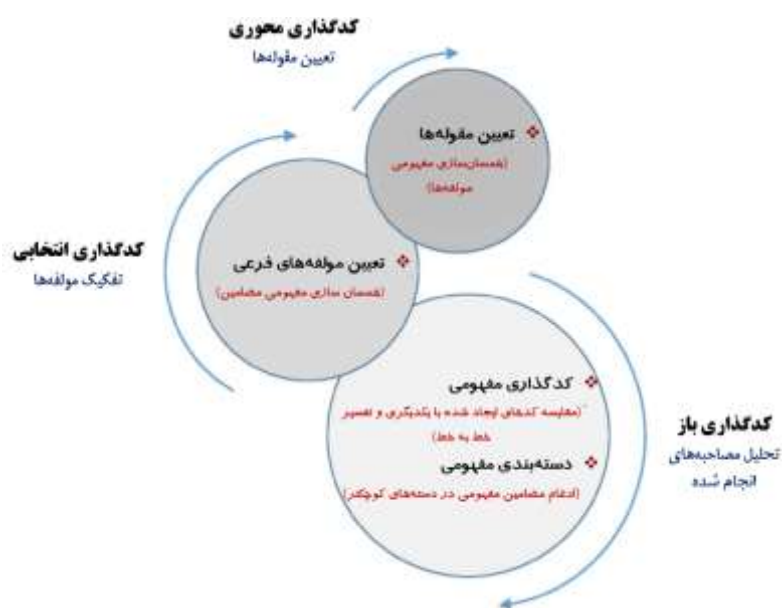 کدگذاری محوری
تعیین مقوله‌ها
❖ تعیین مقوله‌ها
(همسان‌سازی مفهومی
مولفه‌ها)
کدگذاری انتخابی
تفکیک مولفه‌ها
❖ تعیین مولفه‌های فرعی
(همسان سازی مفهومی مضامین)
❖ کدگذاری مفهومی
(مقایسه کدهای ایجاد شده با یکدیگری و تفسیر
خط به خط)
❖ دسته‌بندی مفهومی
(ادغام مضامین مفهومی در دسته‌های کوچکتر)
کدگذاری باز
تحلیل مصاحبه‌های
انجام شده